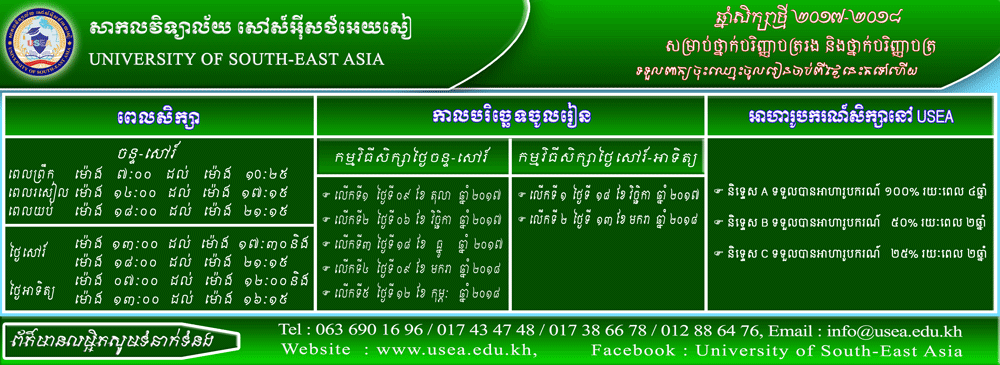 សាកលវិទ្យាល័យ សៅស៍អ៊ីសថ៍អេយសៀ
UNIVERSITY OF SOUTH-EAST ASIA
USEA
ឆ្នាំសិក្សាថ្មី ២០១៧-២០១៨
សម្រាប់ថ្នាក់បរិញ្ញាបត្ររង និងថ្នាក់បរិញ្ញាបត្រ
ទទួលពាក្យចុះឈ្មោះចូលរៀនចាប់ពីថ្ងៃនេះតទៅហើយ
ពេលសិក្សា
ចន្ទ-សៅរ៍
ពេលព្រឹក ម៉ោង ៧:០០ ដល់ ម៉ោង ១០:២៥
ពេលរសៀល ម៉ោង ១៤:០០ ដល់ ម៉ោង ១៧:១៥
ពេលយប់ ម៉ោង ១៨:០០ ដល់ ម៉ោង ២១:១៥
ថ្ងៃសៅរ៍
ម៉ោង ១៣:០០ ដល់ ម៉ោង ១៧:៣០និង
ម៉ោង ១៨:០០ ដល់ ម៉ោង ២១:១៥
ថ្ងៃអាទិត្យ
ម៉ោង ០៧:០០ ដល់ ម៉ោង ១២:០០និង
ម៉ោង ១៣:០០ ដល់ ម៉ោង ១៦:១៥
កាលបរិច្ឆេទចូលរៀន
កម្មវិធីសិក្សាថ្ងៃចន្ទ-សៅរ៍
☞ លើកទី១ ថ្ងៃទី ០៩ ខែ តុលា ឆ្នាំ ២០១៧
☞ លើកទី២ ថ្ងៃទី ០៦ ខែ វិច្ឆិកា ឆ្នាំ ២០១៧
☞ លើកទី៣ ថ្ងៃទី ១៨ ខែ ធ្នូ ឆ្នាំ ២០១៧
☞ លើកទី៤ ថ្ងៃទី ០៩ ខែ មករា ឆ្នាំ ២០១៨
☞ លើកទី៥ ថ្ងៃទី ១២ ខែ កុម្ភៈ ឆ្នាំ ២០១៨
កម្មវិធីសិក្សាថ្ងៃសៅរ៍-អាទិត្យ
☞ លើកទី ១ ថ្ងៃទី ១៨ ខែ វិច្ឆិកា ឆ្នាំ ២០១៧
☞ លើកទី ២ ថ្ងៃទី ១៣ ខែ មករា ឆ្នាំ ២០១៨
អាហារូបករណ៍សិក្សានៅ USEA
☞ និទ្ទេស A ទទួលបានអាហារូបករណ៍ ១០០% រយៈពេល ៤ឆ្នាំ
☞ និទ្ទេស B ទទួលបានអាហារូបករណ៍ ៥០% រយៈពេល ២ឆ្នាំ
☞ និទ្ទេស C ទទួលបានអាហារូបករណ៍ ២៥% រយៈពេល ២ឆ្នាំ
ព័ត៌មានលម្អិតសូមទំនាក់ទំនង
Tel : 063 690 16 96 / 017 43 47 48 / 017 38 66 78 / 012 88 64 76, Email : info@usea.edu.kh
Website : www.usea.edu.kh, Facebook : University of South-East Asia